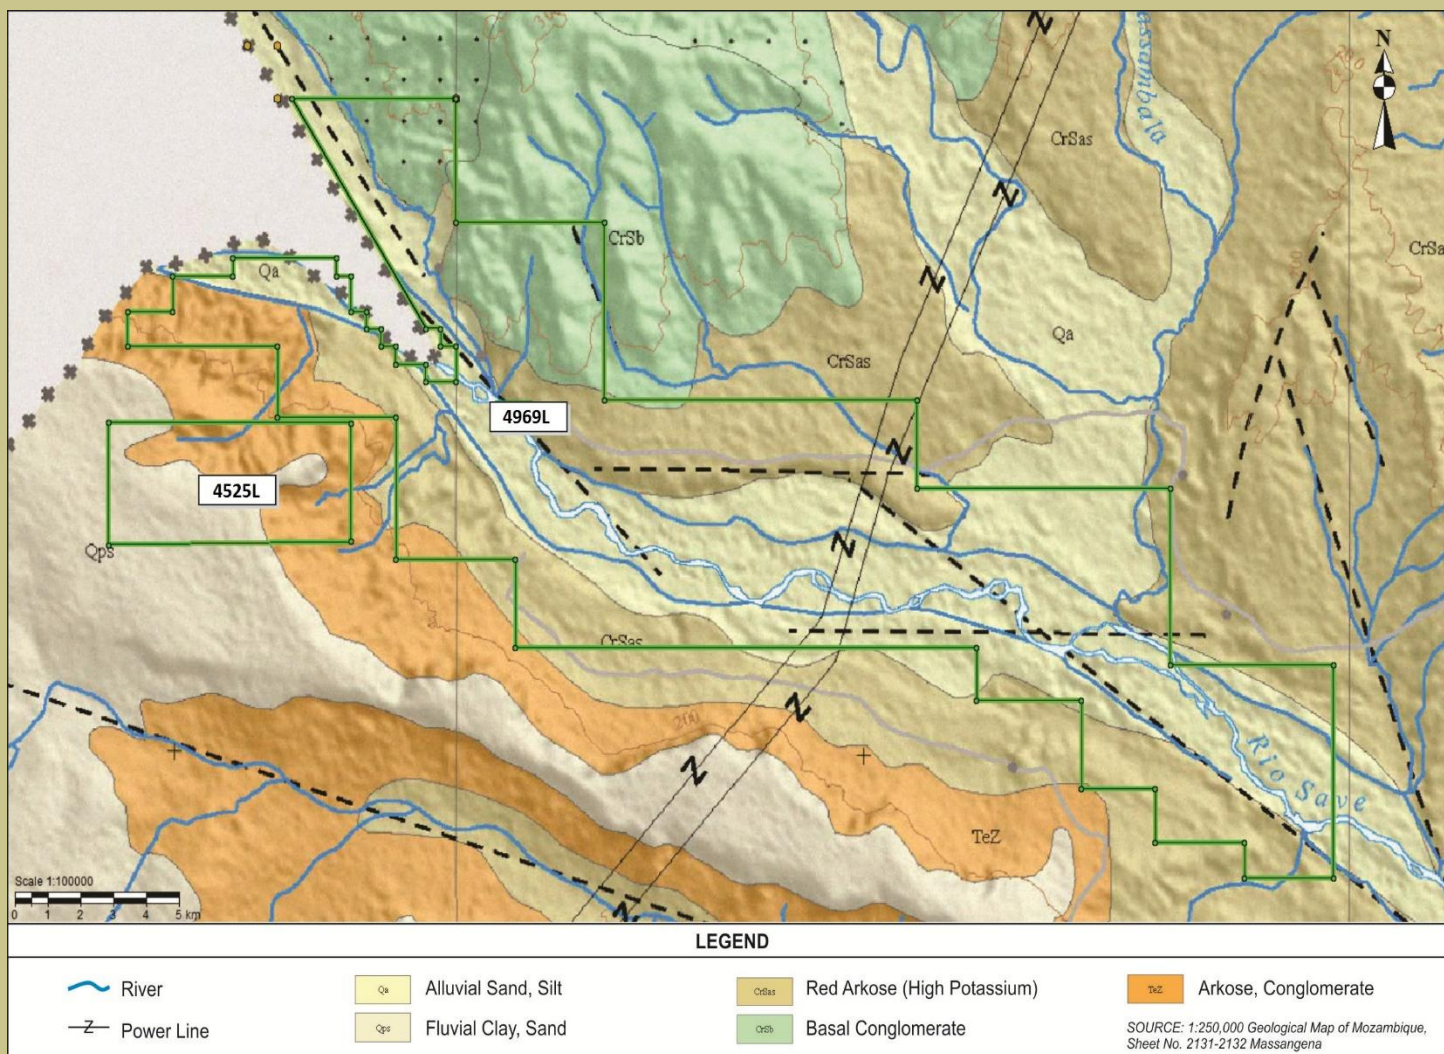 assumbala
N
CrSas
CrSa
CrSb
Qa
Qa
CrSas
4969L
4525L
Qps
CrSas
200
Rio Save
TeZ
Scale 1:100000
0 1 2 3 4 5 km
LEGEND
River
Qa Alluvial Sand, Silt
CrSas Red Arkose (High Potassium)
TeZ Arkose, Conglomerate
Z Power Line
Qps Fluvial Clay, Sand
CrSb Basal Conglomerate
SOURCE: 1:250,000 Geological Map of Mozambique,
Sheet No. 2131-2132 Massangena